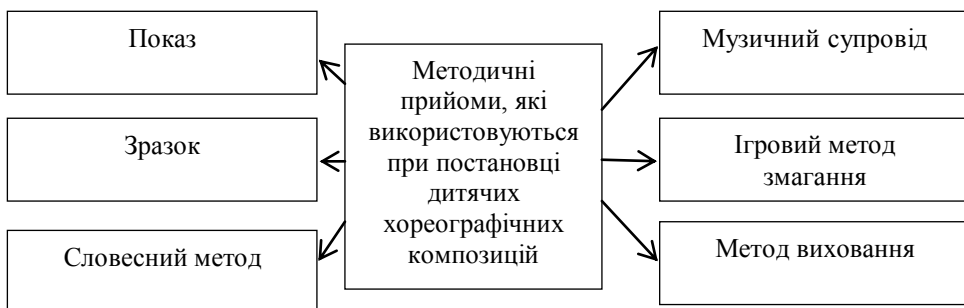 Показ
Зразок
Словесний метод
Методичні
прийоми, які
використовуються
при постановці
дитячих
хореографічних
композицій
Музичний супровід
Ігровий метод
змагання
Метод виховання